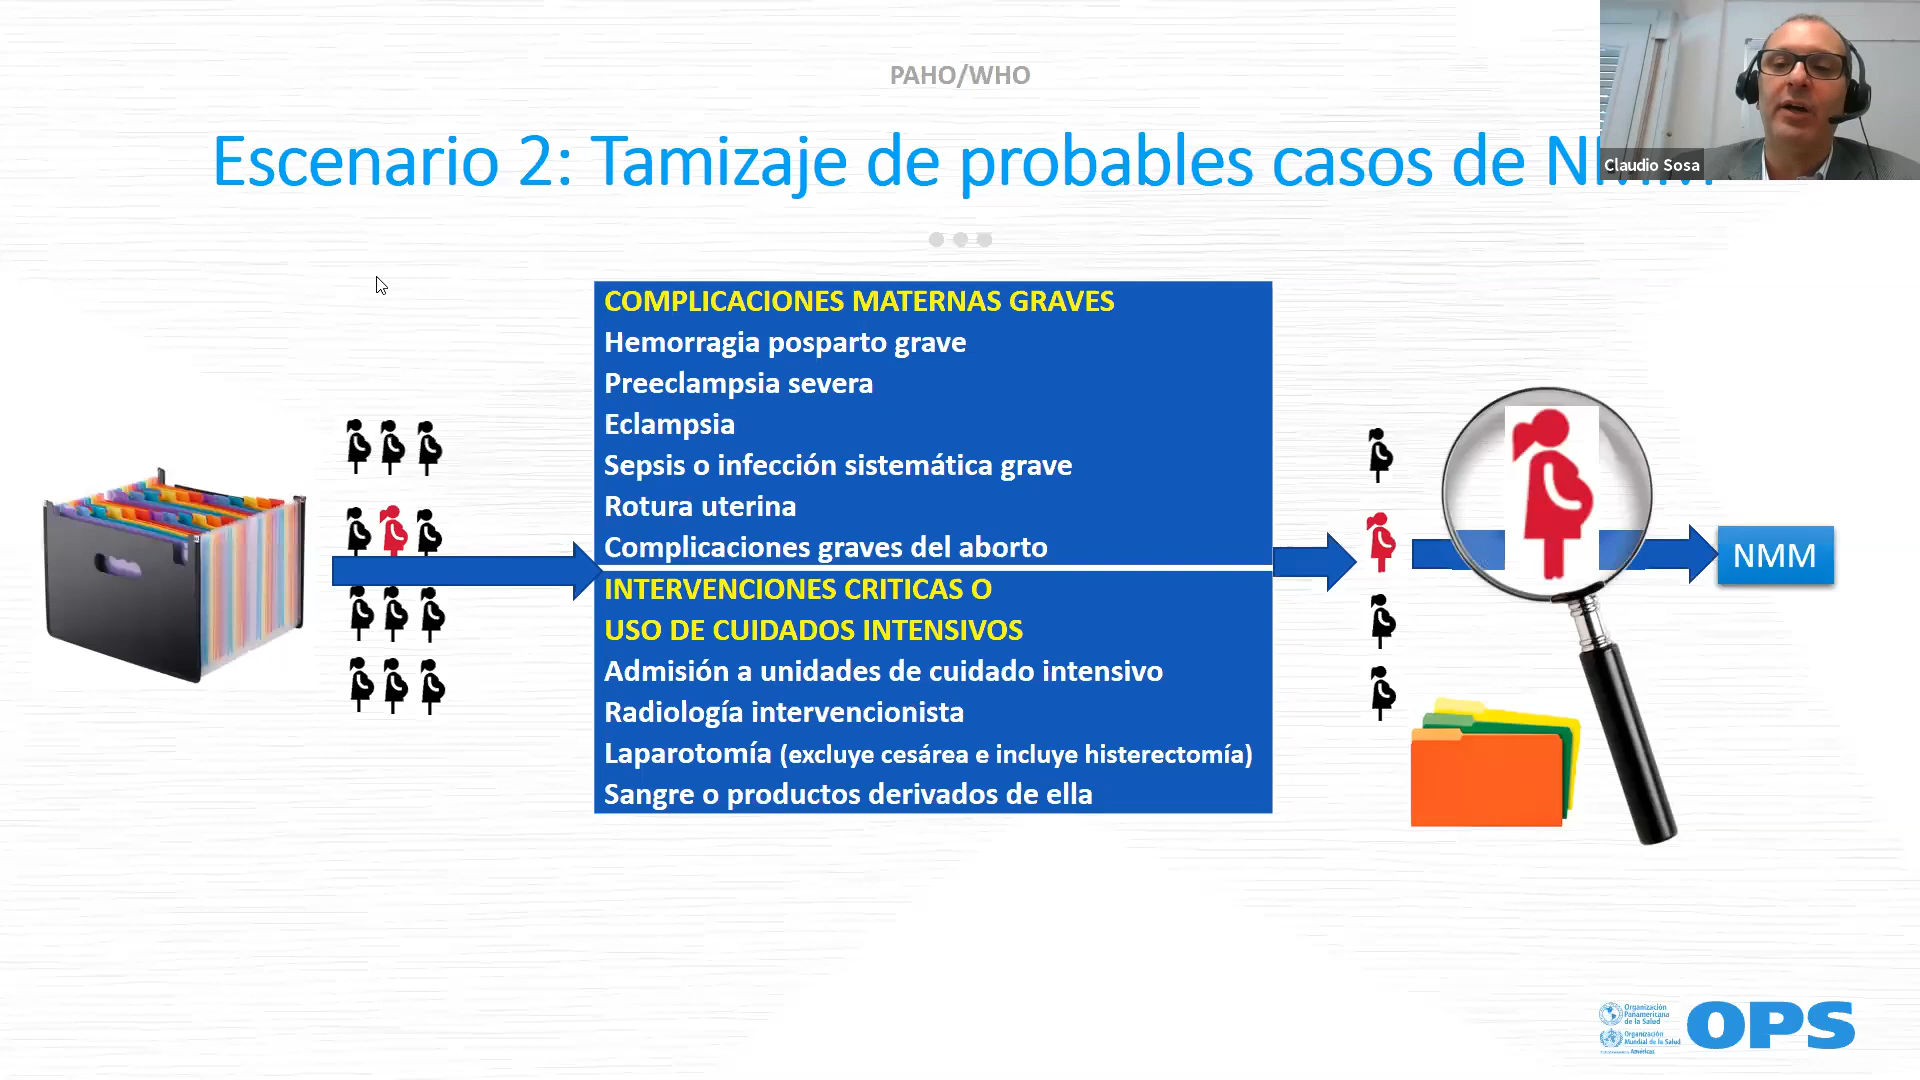 PAHO/WHO
Escenario 2: Tamizaje de probables casos de NMM
Claudio Sosa
COMPLICACIONES MATERNAS GRAVES
Hemorragia posparto grave
Preeclampsia severa
Eclampsia
Sepsis o infección sistemática grave
Rotura uterina
Complicaciones graves del aborto
INTERVENCIONES CRITICAS O
USO DE CUIDADOS INTENSIVOS
Admisión a unidades de cuidado intensivo
Radiología intervencionista
Laparotomía (excluye cesárea e incluye histerectomía)
Sangre o productos derivados de ella
NMM
Organización
Panamericana
de la Salud
Organización
Mundial de la Salud
Américas
OPS